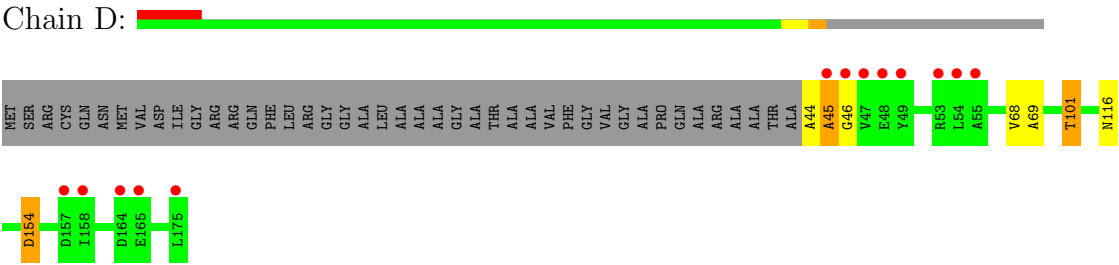 Chain D:
MET SER ARG CYS GLN ASN MET VAL ASP ILE GLY ARG ARG GLN PHE LEU ARG GLY GLY ALA LEU ALA ALA ALA ALA GLY ALA THR ALA ALA VAL PHE GLY VAL GLY ALA PRO GLN ALA ARG ALA ALA THR ALA A44 A45 G46 V47 E48 Y49 R53 L54 A55 V68 A69 T101 N116
D154 D157 I158 D164 E165 L175